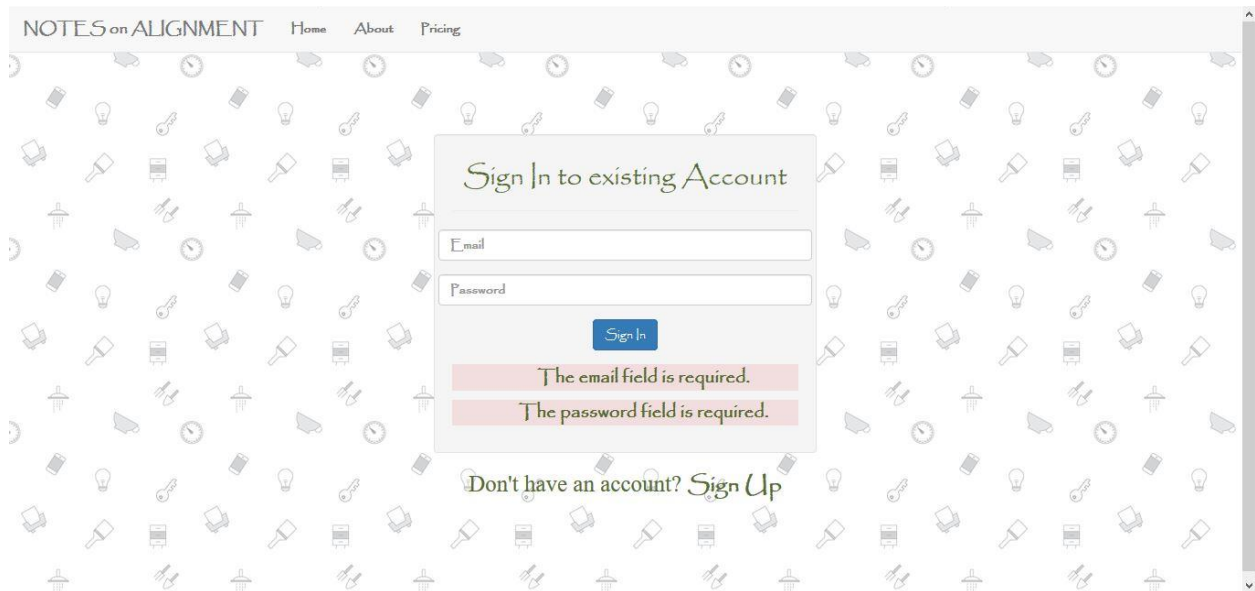 NOTES on ALIGNMENT Home About Pricing
Sign In to existing Account
Email
Password
Sign In
The email field is required.
The password field is required.
Don't have an account? Sign Up